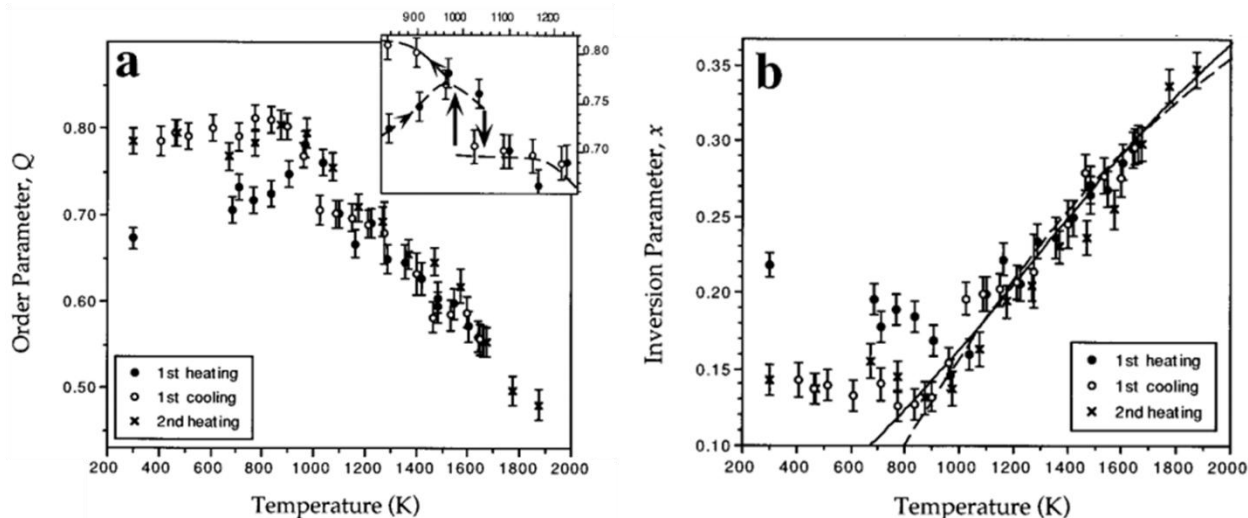 a
900 1000 1100 1200
0.80
0.75
0.70
Order Parameter, Q
0.80
0.70
0.60
0.50
1st heating
1st cooling
2nd heating
200 400 600 800 1000 1200 1400 1600 1800 2000
Temperature (K)
b
Inversion Parameter, x
0.35
0.30
0.25
0.20
0.15
0.10
1st heating
1st cooling
2nd heating
200 400 600 800 1000 1200 1400 1600 1800 2000
Temperature (K)